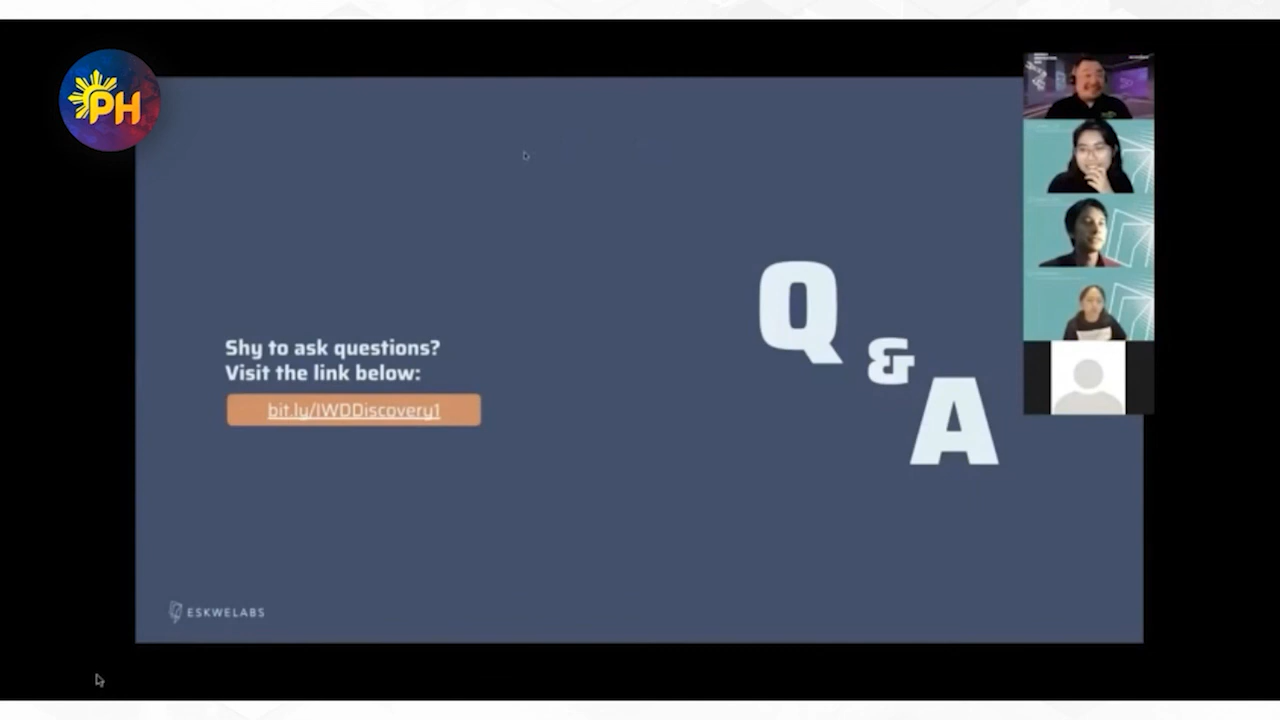 PH
Shy to ask questions?
Visit the link below:
bit.ly/IWDDiscovery1
Q
&
A
ESKWELABS